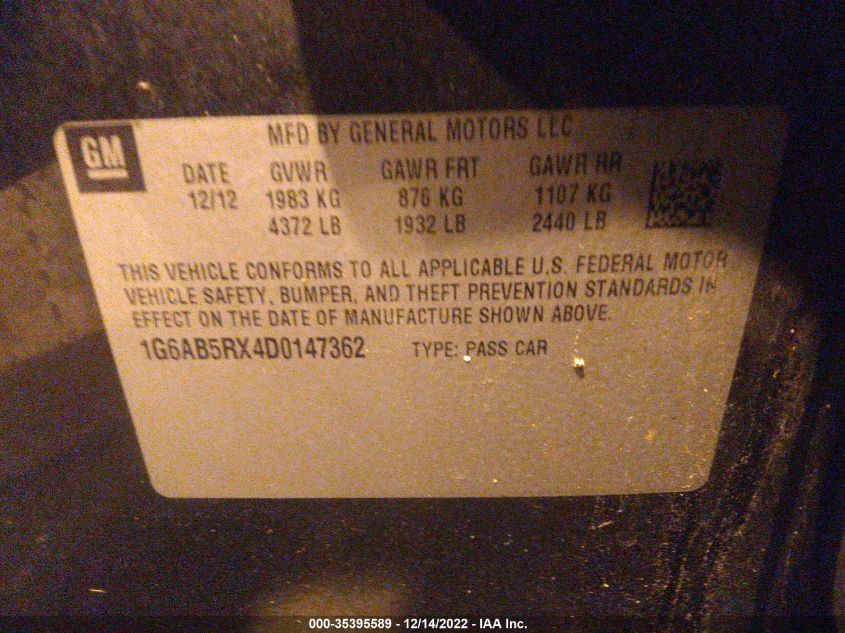 MFD BY GENERAL MOTORS LLC
GM
DATE GVWR GAWR FRT GAWR RR
12/12 1983 KG 876 KG 1107 KG
4372 LB 1932 LB 2440 LB
THIS VEHICLE CONFORMS TO ALL APPLICABLE U.S. FEDERAL MOTOR
VEHICLE SAFETY, BUMPER, AND THEFT PREVENTION STANDARDS IN
EFFECT ON THE DATE OF MANUFACTURE SHOWN ABOVE.
1G6AB5RX4D0147362 TYPE: PASS CAR
000-35395589 - 12/14/2022 - IAA Inc.